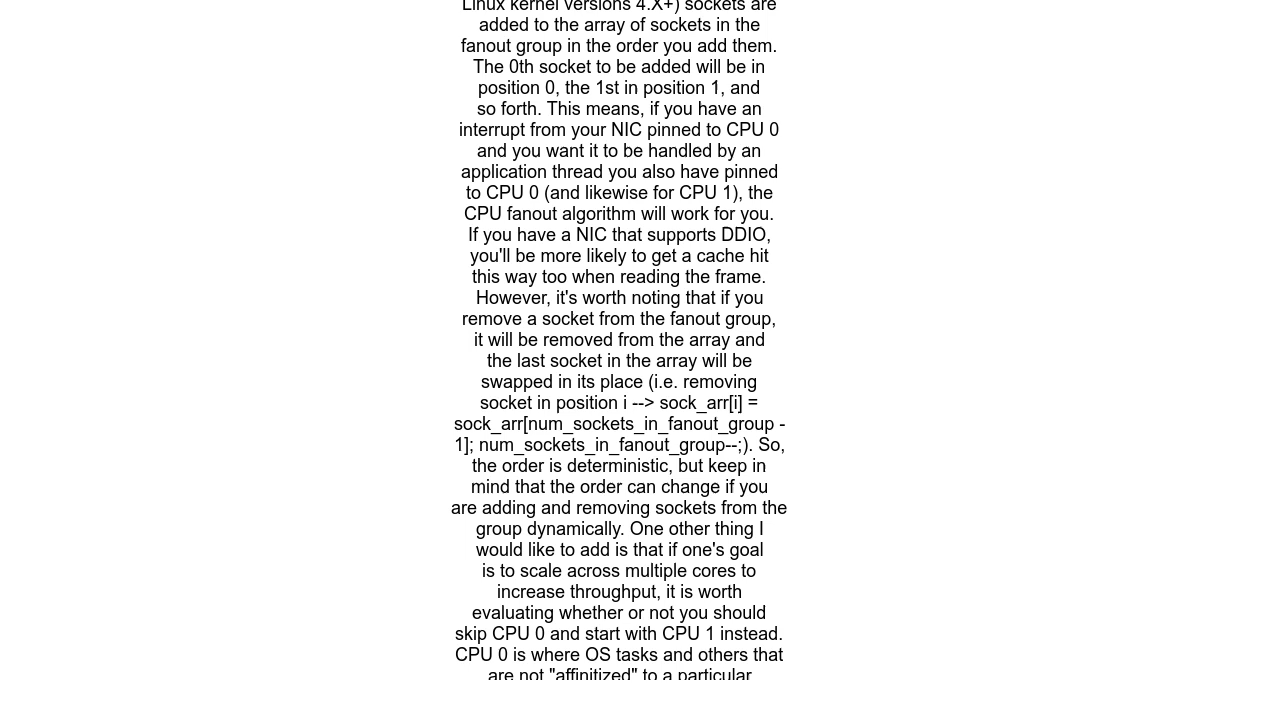 Linux kernel versions 4.X+) sockets are
added to the array of sockets in the
fanout group in the order you add them.
The 0th socket to be added will be in
position 0, the 1st in position 1, and
so forth. This means, if you have an
interrupt from your NIC pinned to CPU 0
and you want it to be handled by an
application thread you also have pinned
to CPU 0 (and likewise for CPU 1), the
CPU fanout algorithm will work for you.
If you have a NIC that supports DDIO,
you'll be more likely to get a cache hit
this way too when reading the frame.
However, it's worth noting that if you
remove a socket from the fanout group,
it will be removed from the array and
the last socket in the array will be
swapped in its place (i.e. removing
socket in position i --> sock_arr[i] =
sock_arr[num_sockets_in_fanout_group -
1]; num_sockets_in_fanout_group--;). So,
the order is deterministic, but keep in
mind that the order can change if you
are adding and removing sockets from the
group dynamically. One other thing I
would like to add is that if one's goal
is to scale across multiple cores to
increase throughput, it is worth
evaluating whether or not you should
skip CPU 0 and start with CPU 1 instead.
CPU 0 is where OS tasks and others that
are not "affinitized" to a particular